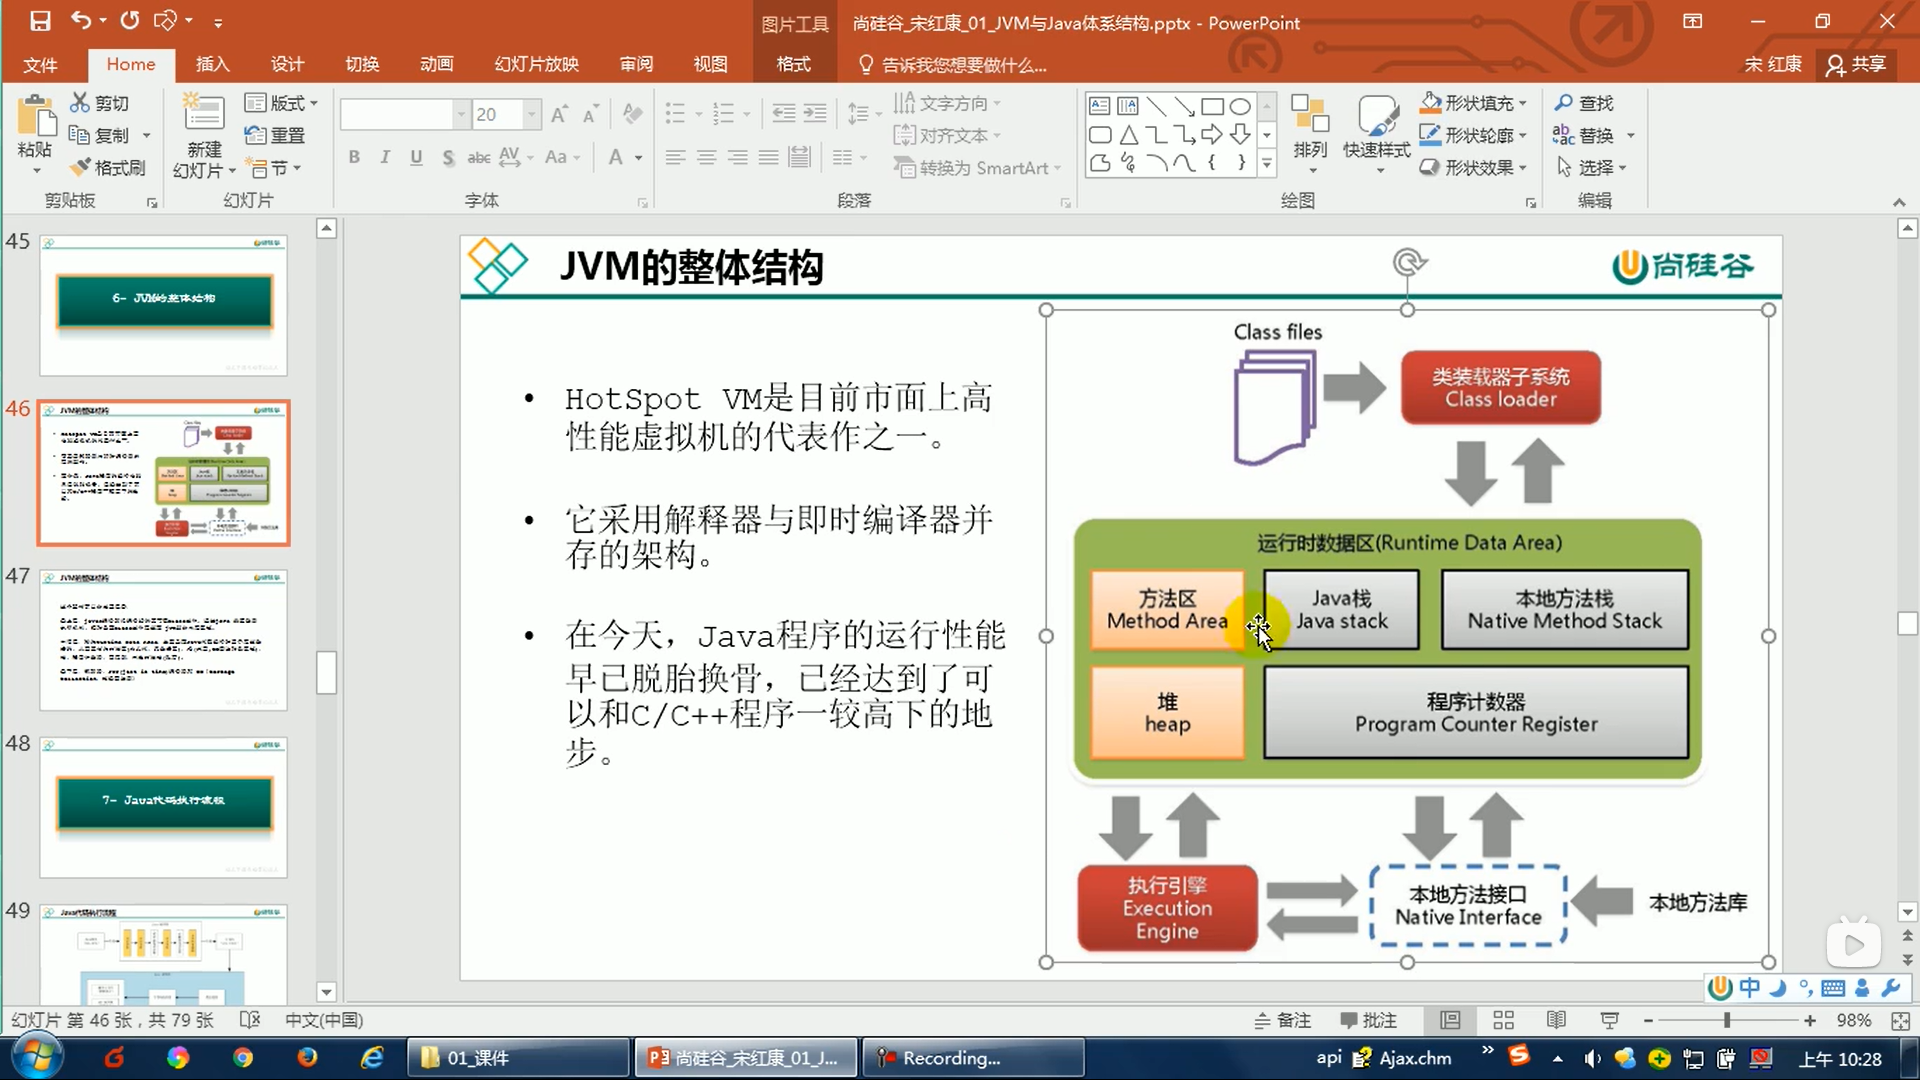 图片工具
尚硅谷_宋红康_01_JVM与Java体系结构.pptx - PowerPoint
文件
Home
插入
设计
切换
动画
幻灯片放映
审阅
视图
格式
告诉我您想要做什么...
宋 红康
共享
粘贴
剪切
复制
格式刷
剪贴板
新建
幻灯片
版式
重置
节
幻灯片
20
字体
文字方向
对齐文本
转换为 SmartArt
段落
排列
快速样式
形状填充
形状轮廓
形状效果
绘图
查找
替换
选择
编辑
45
6- JVM的整体结构
46
47
48
7- Java代码执行流程
49
Java代码执行流程
JVM的整体结构
尚硅谷
• HotSpot VM是目前市面上高
性能虚拟机的代表作之一。
• 它采用解释器与即时编译器并
存的架构。
• 在今天，Java程序的运行性能
早已脱胎换骨，已经达到了可
以和C/C++程序一较高下的地
步。
Class files
类装载器子系统
Class loader
运行时数据区(Runtime Data Area)
方法区
Method Area
Java栈
Java stack
本地方法栈
Native Method Stack
堆
heap
程序计数器
Program Counter Register
执行引擎
Execution
Engine
本地方法接口
Native Interface
本地方法库
中
幻灯片 第 46 张，共 79 张
中文(中国)
备注
批注
98%
01_课件
尚硅谷_宋红康_01_J...
Recording...
api
Ajax.chm
上午 10:28